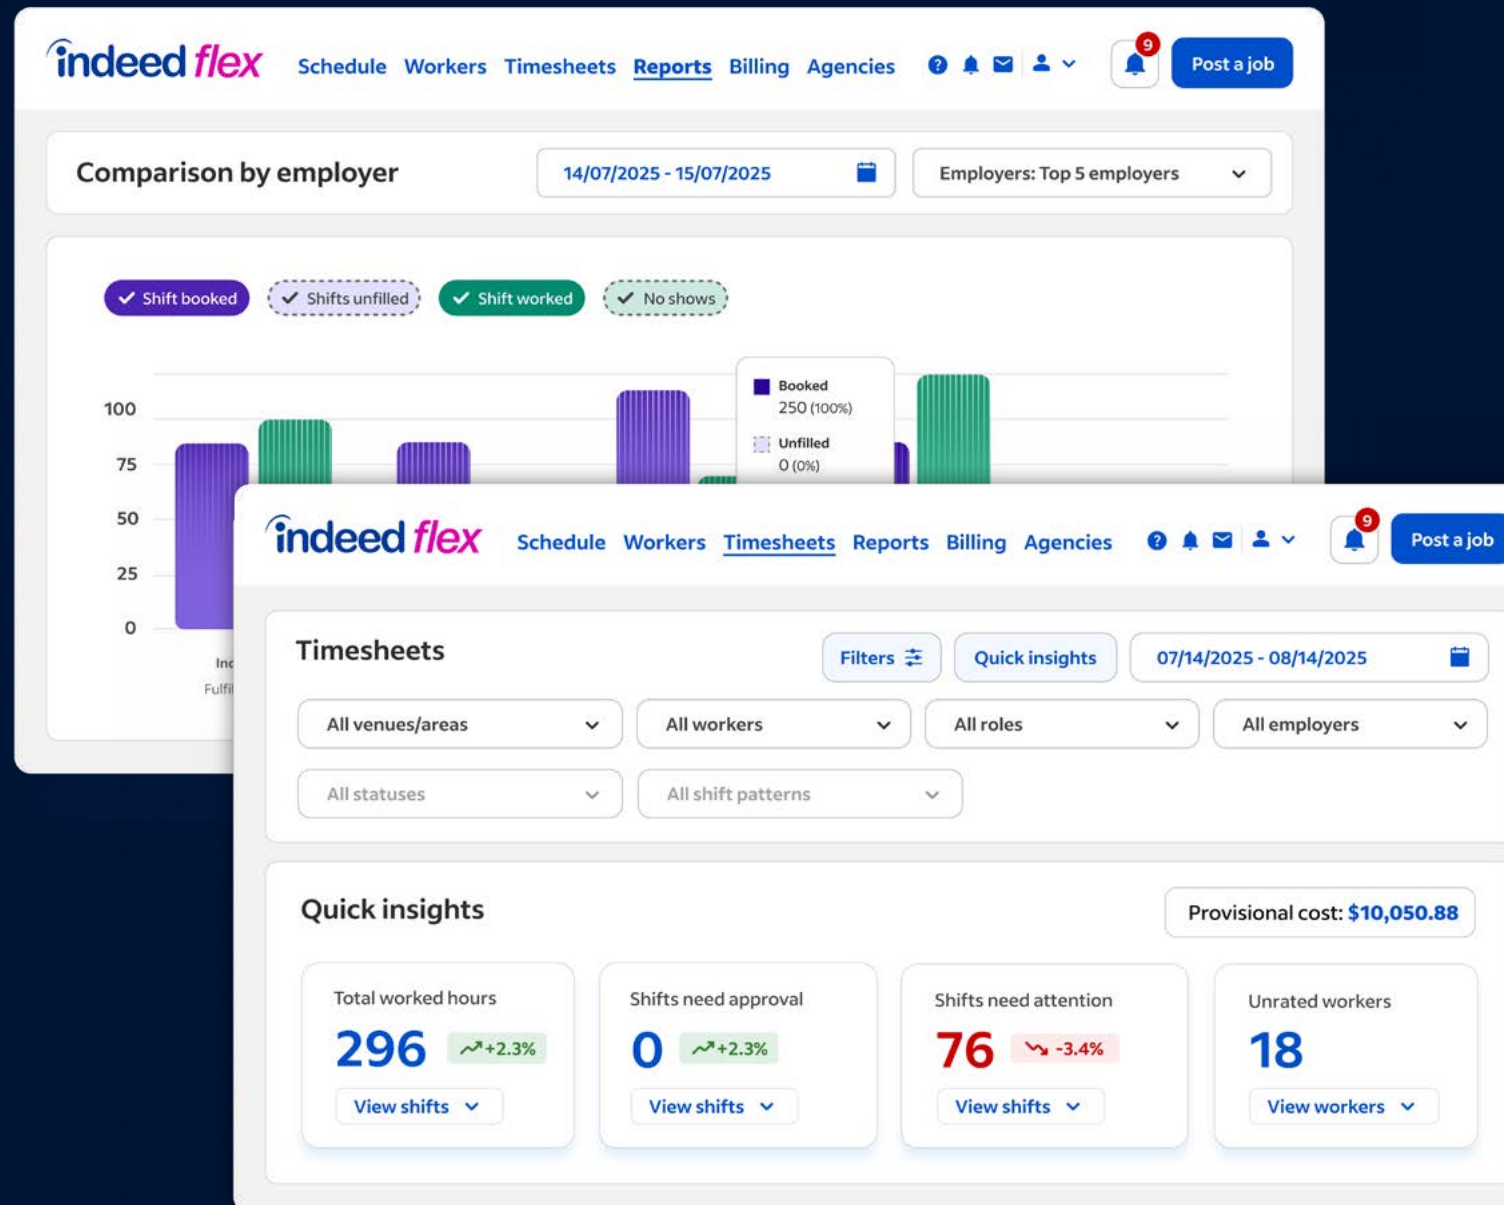 indeed flex Schedule Workers Timesheets Reports Billing Agencies 9 Post a job
Comparison by employer 14/07/2025 - 15/07/2025 Employers: Top 5 employers
Shift booked Shifts unfilled Shift worked No shows
Booked
250 (100%)
Unfilled
0 (0%)
100
75
50
25
0
indeed flex Schedule Workers Timesheets Reports Billing Agencies 9 Post a job
Timesheets Filters Quick insights 07/14/2025 - 08/14/2025
All venues/areas All workers All roles All employers
All statuses All shift patterns
Quick insights Provisional cost: $10,050.88
Total worked hours
296 +2.3%
View shifts
Shifts need approval
0 +2.3%
View shifts
Shifts need attention
76 -3.4%
View shifts
Unrated workers
18
View workers